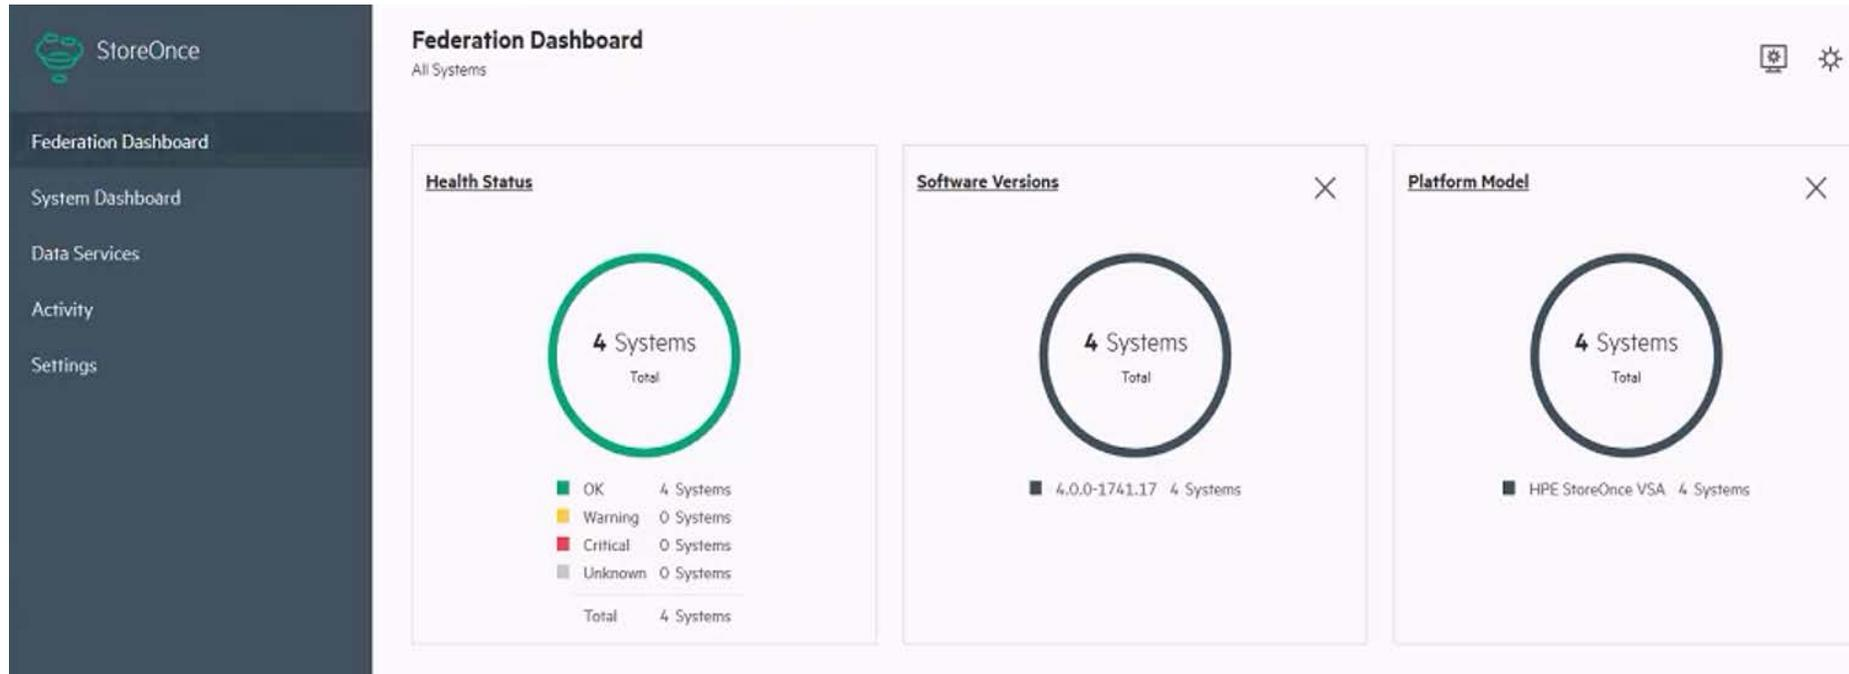 StoreOnce
Federation Dashboard
System Dashboard
Data Services
Activity
Settings
Federation Dashboard
All Systems
Health Status
4 Systems
Total
OK 4 Systems
Warning 0 Systems
Critical 0 Systems
Unknown 0 Systems
Total 4 Systems
Software Versions
4 Systems
Total
4.0.0-1741.17 4 Systems
Platform Model
4 Systems
Total
HPE StoreOnce VSA 4 Systems